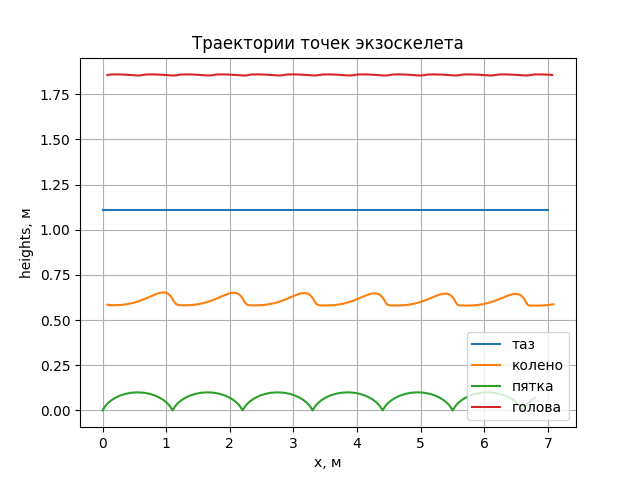 Траектории точек экзоскелета
heights, м
1.75
1.50
1.25
1.00
0.75
0.50
0.25
0.00
0 1 2 3 4 5 6 7
x, м
таз
колено
пятка
голова